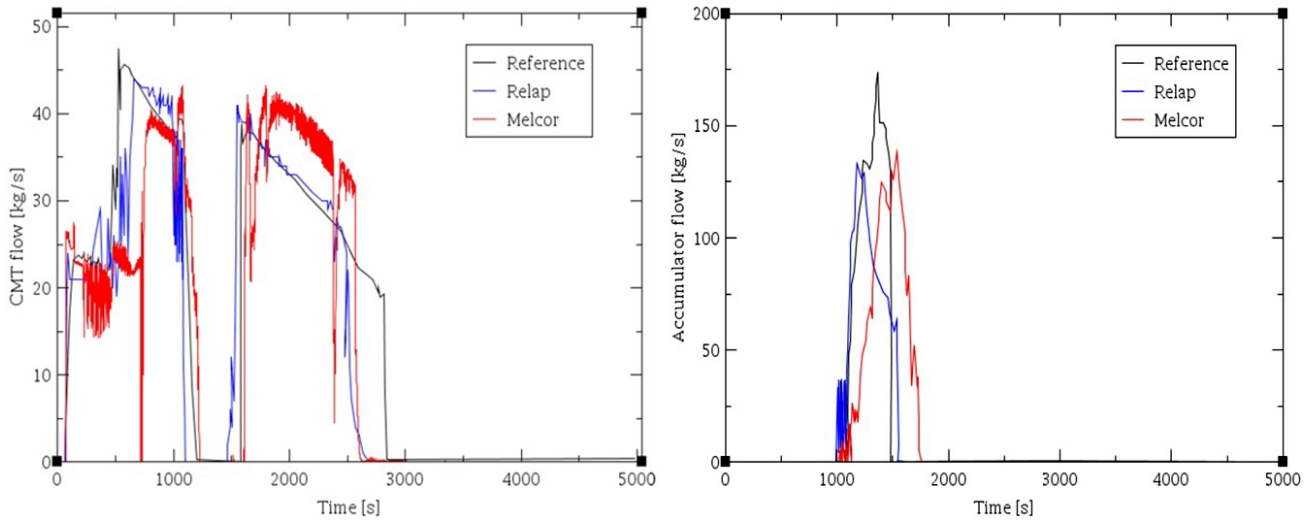 CMT flow [kg/s]
50
40
30
20
10
0
Reference
Relap
Melcor
0 1000 2000 3000 4000 5000
Time [s]
Accumulator flow [kg/s]
200
150
100
50
0
Reference
Relap
Melcor
0 1000 2000 3000 4000 5000
Time [s]